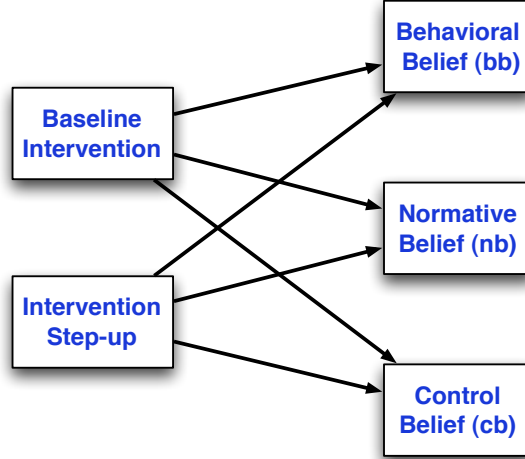 Behavioral
Belief (bb)
Baseline
Intervention
Normative
Belief (nb)
Intervention
Step-up
Control
Belief (cb)